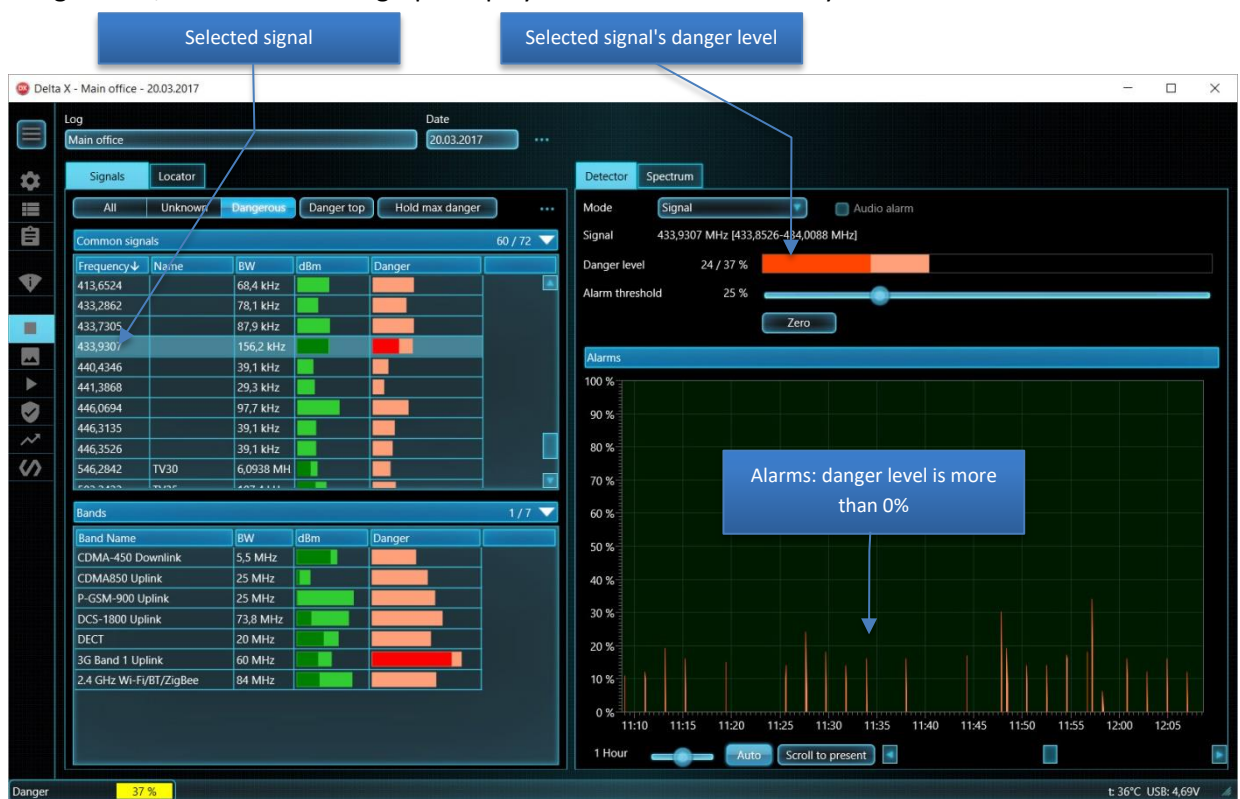 Selected signal
Selected signal's danger level
Delta X - Main office - 20.03.2017
Log
Date
Main office
20.03.2017
...
Signals
Locator
All
Unknown
Dangerous
Danger top
Hold max danger
...
Common signals
60 / 72
Frequency↓ Name BW dBm Danger
413,6524 68,4 kHz
433,2862 78,1 kHz
433,7305 87,9 kHz
433,9307 156,2 kHz
440,4346 39,1 kHz
441,3868 29,3 kHz
446,0694 97,7 kHz
446,3135 39,1 kHz
446,3526 39,1 kHz
546,2842 TV30 6,0938 MH
Bands
1 / 7
Band Name BW dBm Danger
CDMA-450 Downlink 5,5 MHz
CDMA850 Uplink 25 MHz
P-GSM-900 Uplink 25 MHz
DCS-1800 Uplink 73,8 MHz
DECT 20 MHz
3G Band 1 Uplink 60 MHz
2.4 GHz Wi-Fi/BT/ZigBee 84 MHz
Detector
Spectrum
Mode
Signal
Audio alarm
Signal 433,9307 MHz [433,8526-434,0088 MHz]
Danger level 24 / 37 %
Alarm threshold 25 %
Zero
Alarms
100 %
90 %
80 %
70 %
60 %
50 %
40 %
30 %
20 %
10 %
0 %
Alarms: danger level is more
than 0%
11:10 11:15 11:20 11:25 11:30 11:35 11:40 11:45 11:50 11:55 12:00 12:05
1 Hour
Auto
Scroll to present
Danger 37 %
t: 36°C USB: 4,69V